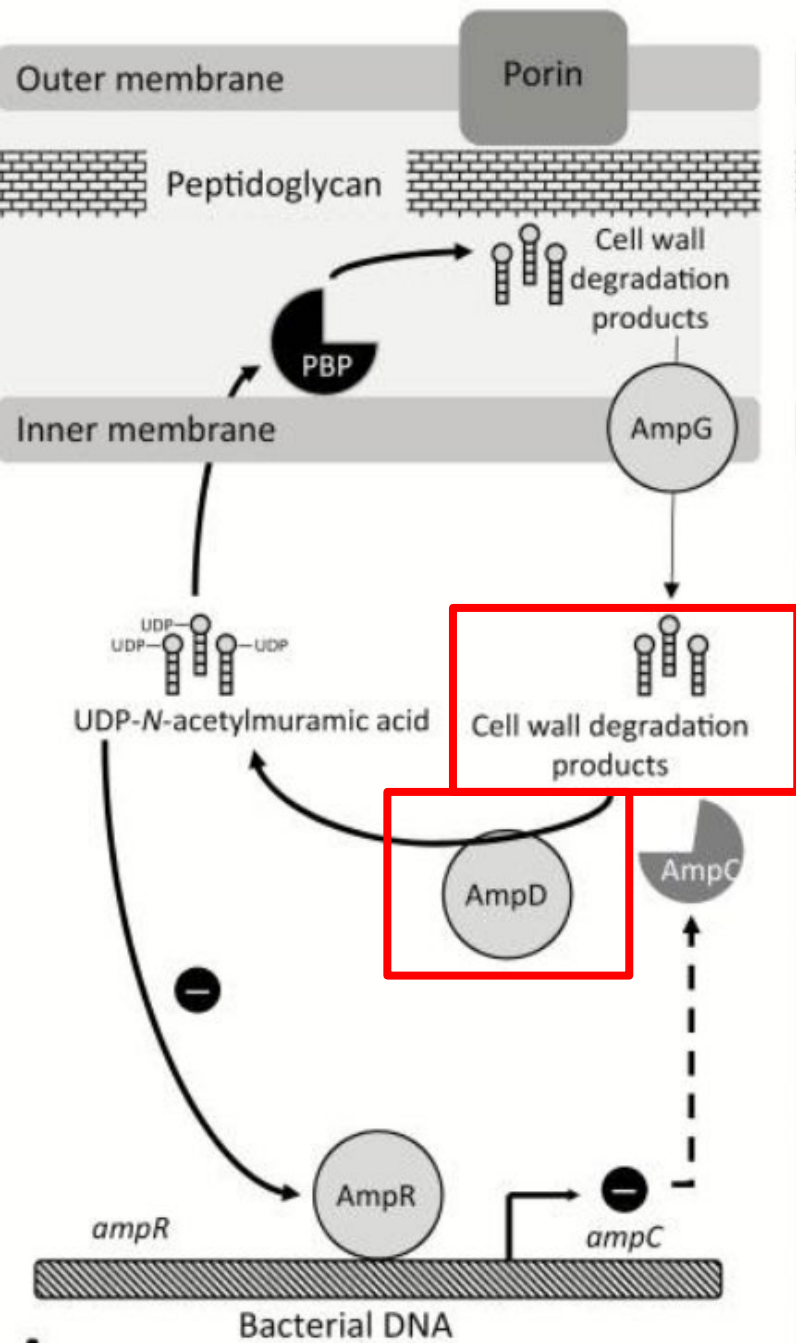 Outer membrane
Porin
Peptidoglycan
Cell wall
degradation
products
PBP
Inner membrane
AmpG
UDP
UDP
UDP
UDP-N-acetylmuramic acid
Cell wall degradation
products
AmpD
AmpC
–
AmpR
–
ampR
ampC
Bacterial DNA